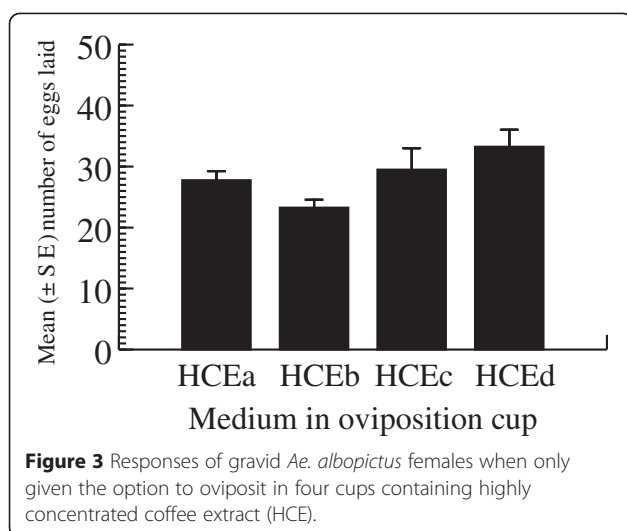 50
40
30
20
10
0
Mean (± S E) number of eggs laid
HCEa HCEb HCEc HCEd
Medium in oviposition cup
Figure 3 Responses of gravid Ae. albopictus females when only
given the option to oviposit in four cups containing highly
concentrated coffee extract (HCE).